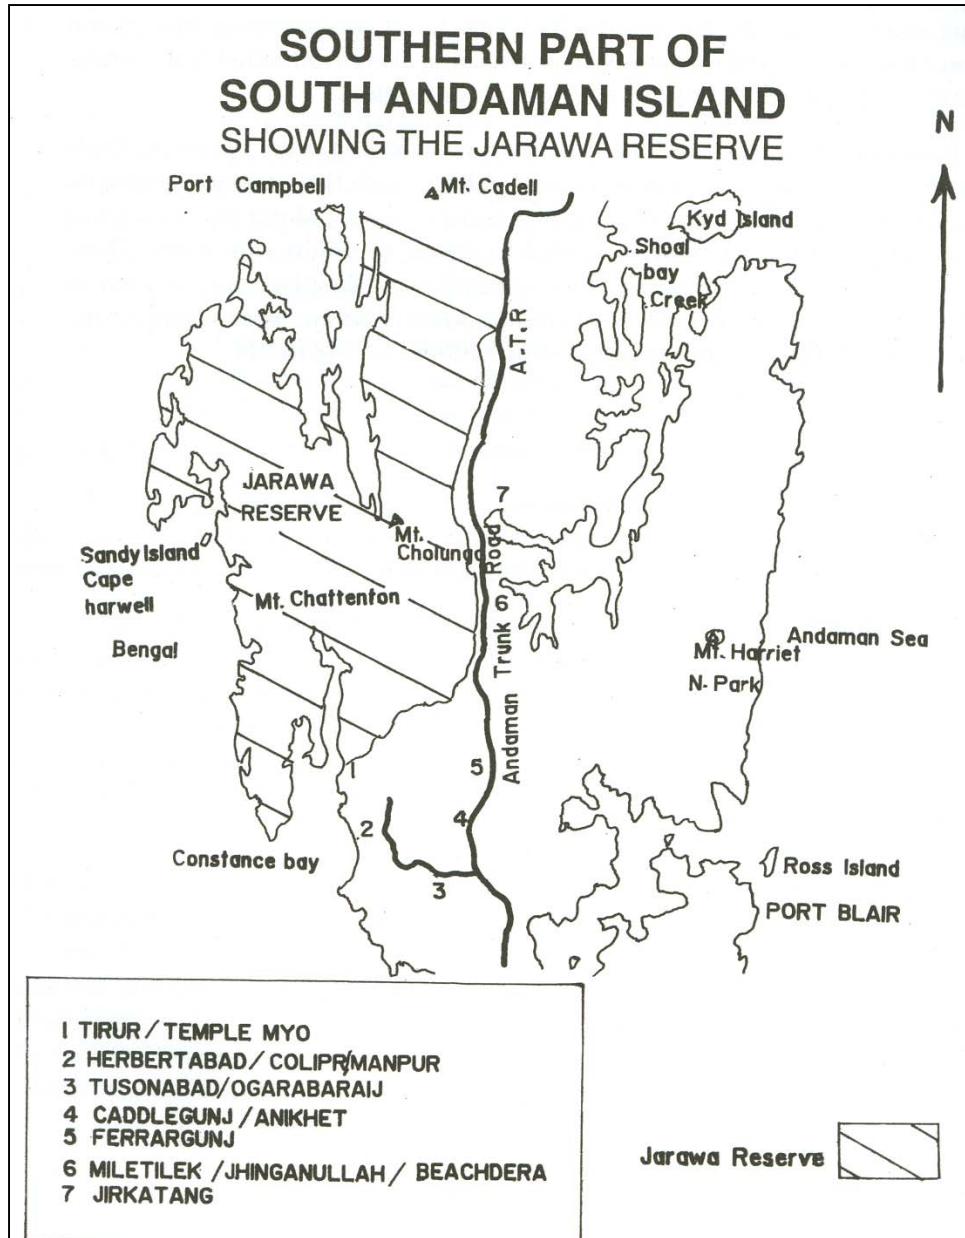 SOUTHERN PART OF
SOUTH ANDAMAN ISLAND
SHOWING THE JARAWA RESERVE
N
Port Campbell
Mt. Cadell
Kyd Island
Shoal
bay
Creek
A.T.R
JARAWA
RESERVE
7
Mt.
Cholunga
Sandy Island
Cape
harwell
Mt. Chattenton
6
Bengal
Andaman Trunk Road
Andaman Sea
Mt. Harriet
N. Park
1
5
2
4
3
Constance bay
Ross Island
PORT BLAIR
1 TIRUR / TEMPLE MYO
2 HERBERTABAD/ COLIPR/MANPUR
3 TUSONABAD/OGARABARAIJ
4 CADDLEGUNJ / ANIKHET
5 FERRARGUNJ
6 MILETILEK /JHINGANULLAH / BEACHDERA
7 JIRKATANG
Jarawa Reserve